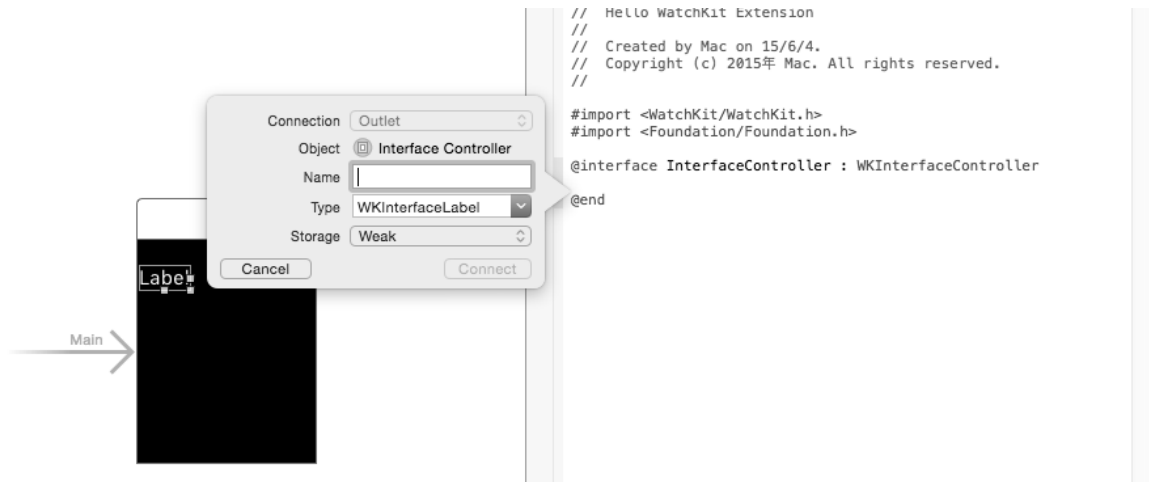 Connection Outlet
Object Interface Controller
Name
Type WKInterfaceLabel
Storage Weak
Cancel Connect
Label
Main
// Hello WatchKit Extension
//
// Created by Mac on 15/6/4.
// Copyright (c) 2015年 Mac. All rights reserved.
//
#import <WatchKit/WatchKit.h>
#import <Foundation/Foundation.h>
@interface InterfaceController : WKInterfaceController
@end